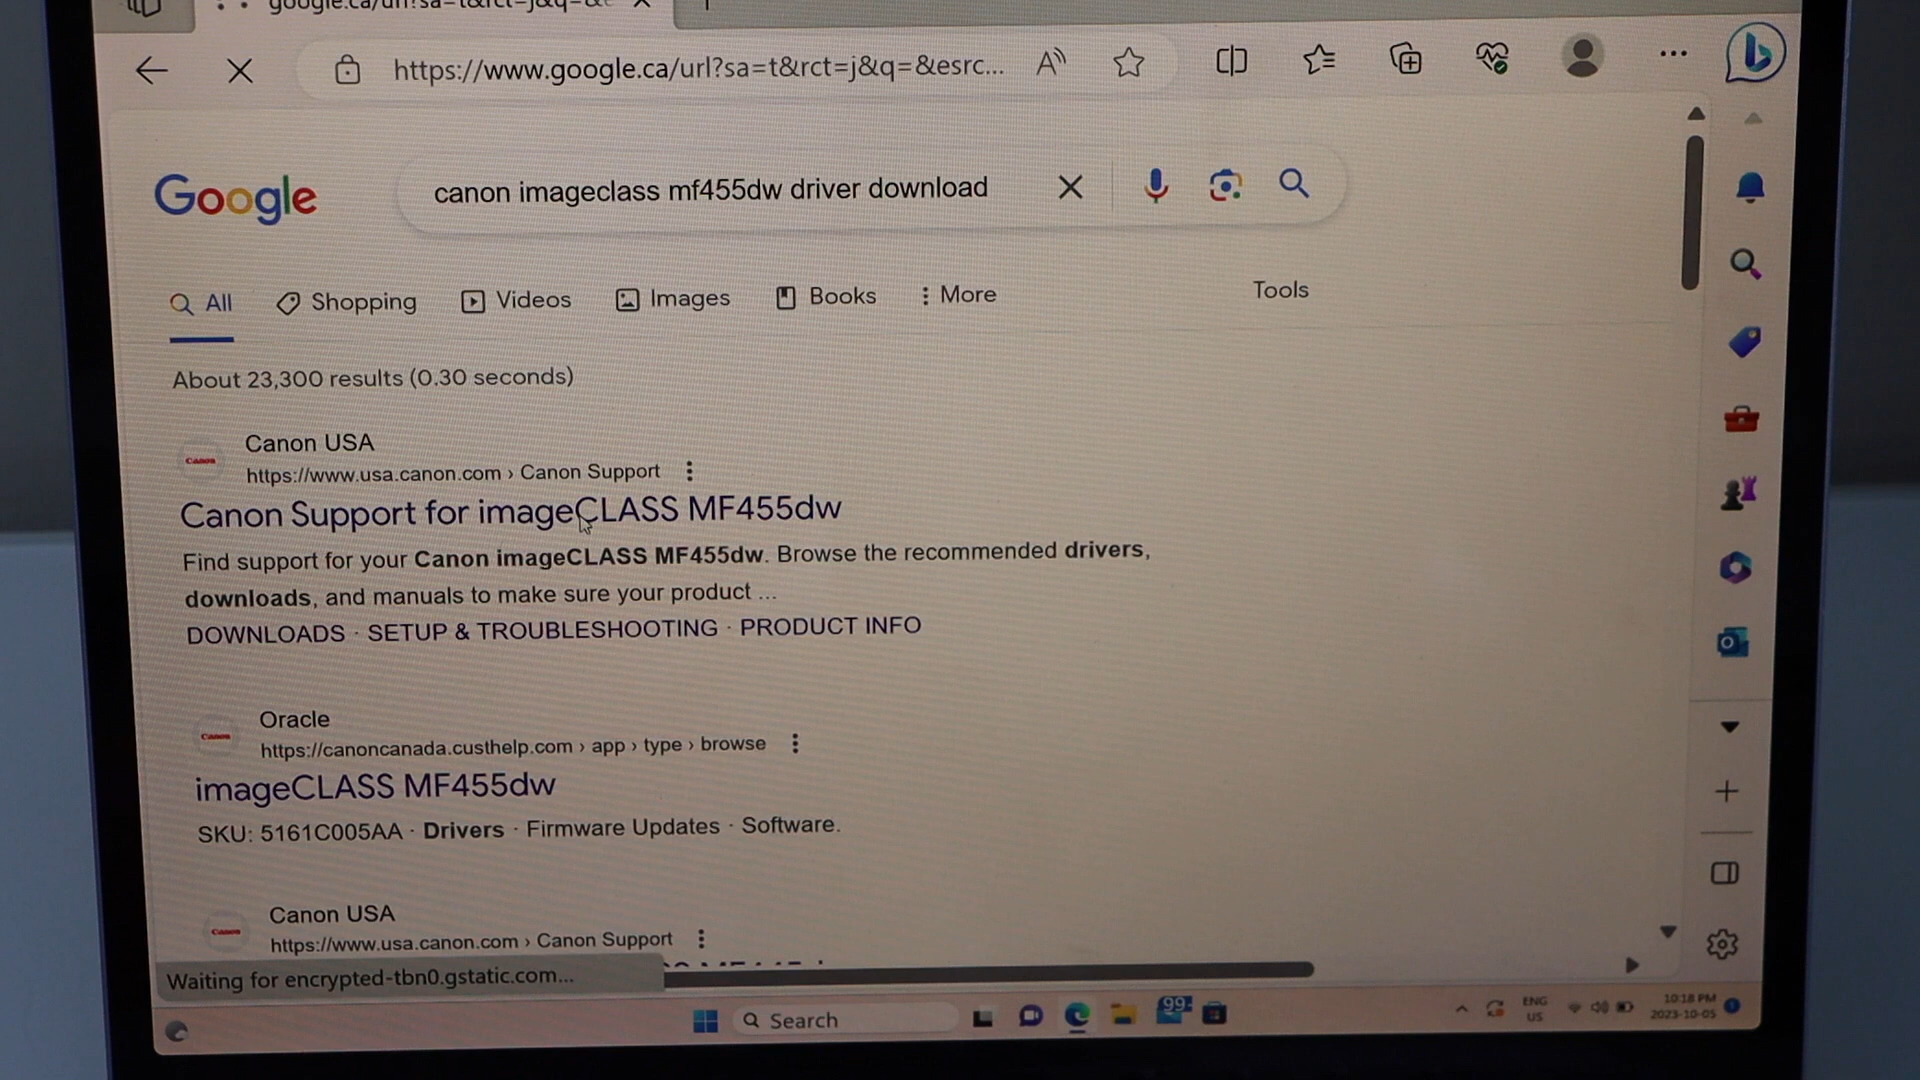 https://www.google.ca/url?sa=t&rct=j&q=&esrc...
Google
canon imageclass mf455dw driver download
All
Shopping
Videos
Images
Books
More
Tools
About 23,300 results (0.30 seconds)
Canon USA
Canon
https://www.usa.canon.com › Canon Support
Canon Support for imageCLASS MF455dw
Find support for your Canon imageCLASS MF455dw. Browse the recommended drivers,
downloads, and manuals to make sure your product ...
DOWNLOADS · SETUP & TROUBLESHOOTING · PRODUCT INFO
Oracle
Canon
https://canoncanada.custhelp.com › app › type › browse
imageCLASS MF455dw
SKU: 5161C005AA · Drivers · Firmware Updates · Software.
Canon USA
Canon
https://www.usa.canon.com › Canon Support
Waiting for encrypted-tbn0.gstatic.com...
Search
99+
ENG
US
10:18 PM
2023-10-05